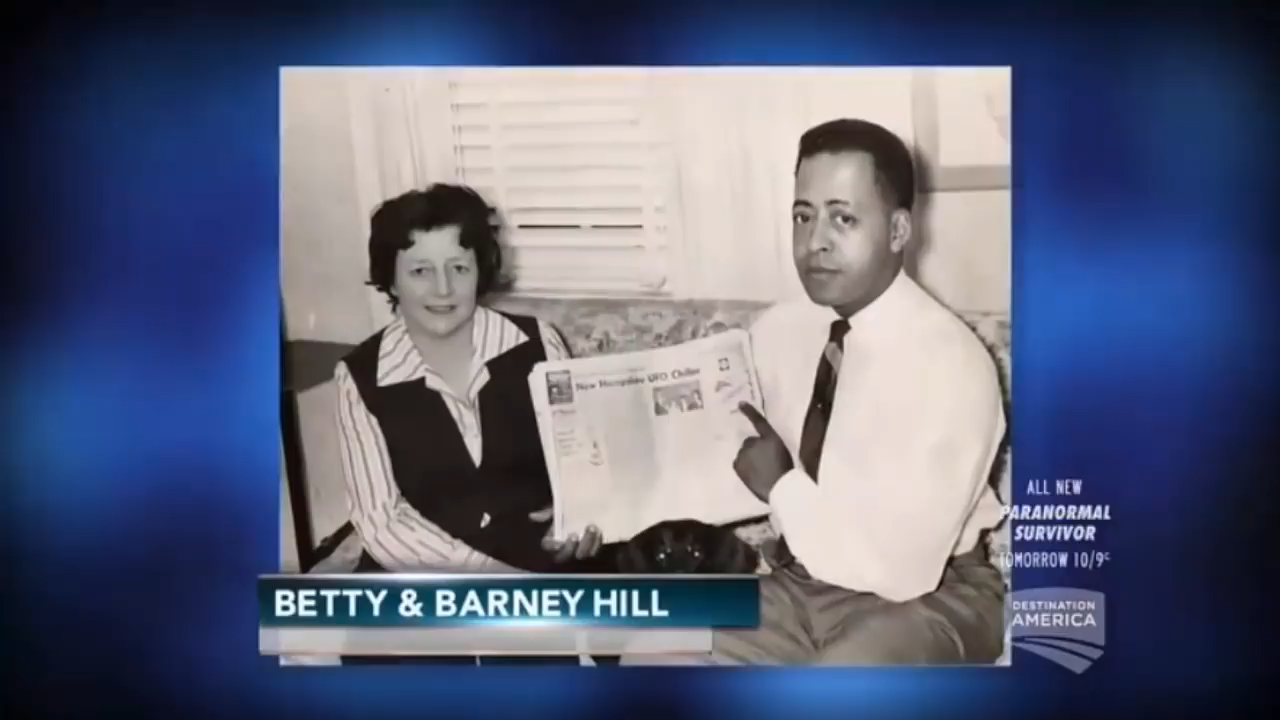 New Hampshire UFO Chiller
BETTY & BARNEY HILL
ALL NEW
PARANORMAL
SURVIVOR
TOMORROW 10/9c
DESTINATION
AMERICA